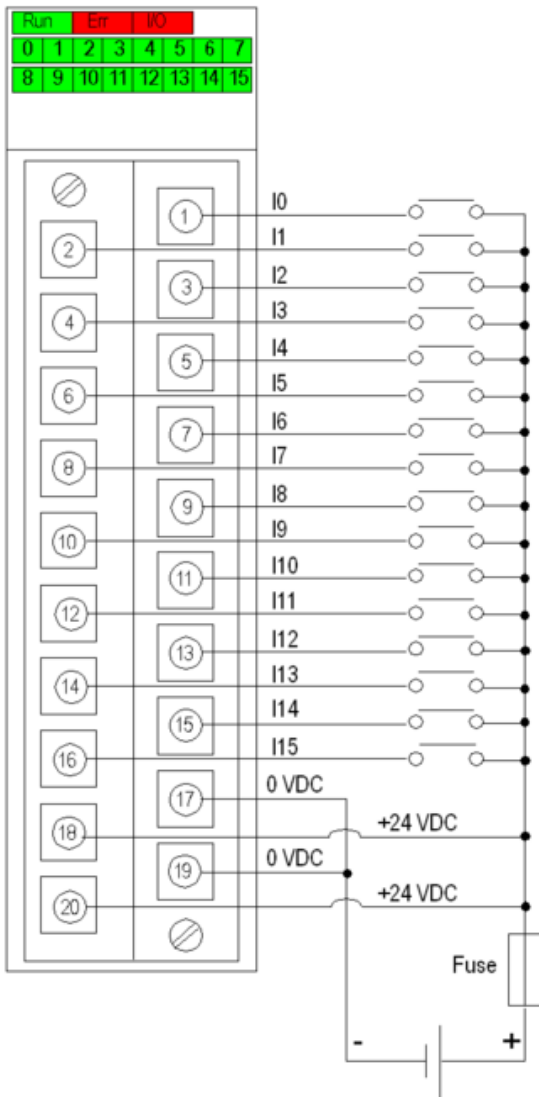 Run Err I/O
0 1 2 3 4 5 6 7
8 9 10 11 12 13 14 15
1 I0
2 I1
3 I2
4 I3
5 I4
6 I5
7 I6
8 I7
9 I8
10 I9
11 I10
12 I11
13 I12
14 I13
15 I14
16 I15
17 0 VDC
18 +24 VDC
19 0 VDC
20 +24 VDC
Fuse
- +